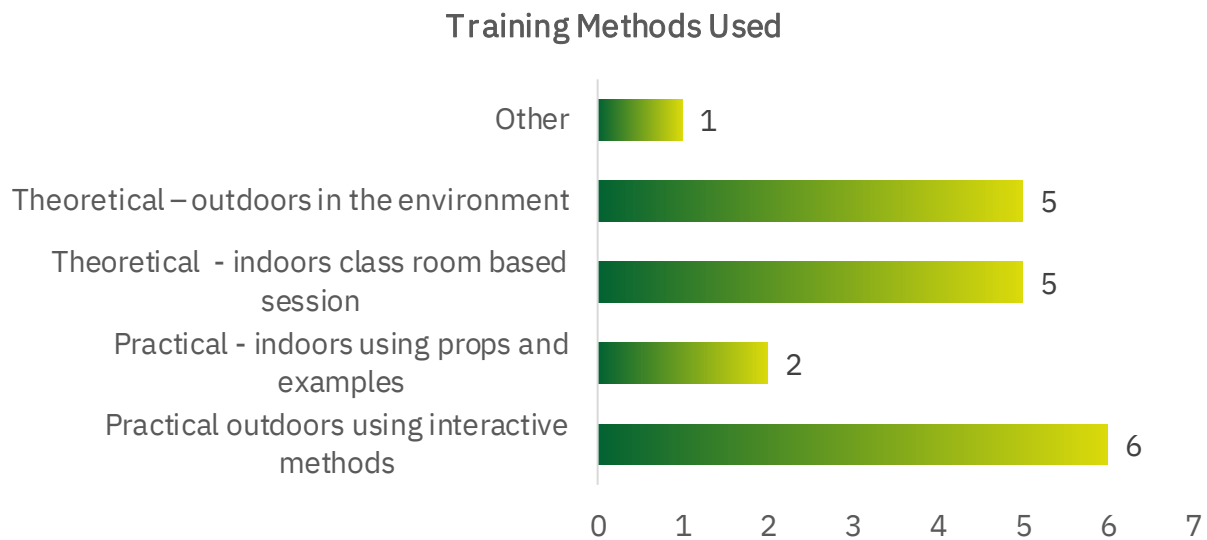 Training Methods Used
Other
1
Theoretical – outdoors in the environment
5
Theoretical - indoors class room based
session
5
Practical - indoors using props and
examples
2
Practical outdoors using interactive
methods
6
0 1 2 3 4 5 6 7